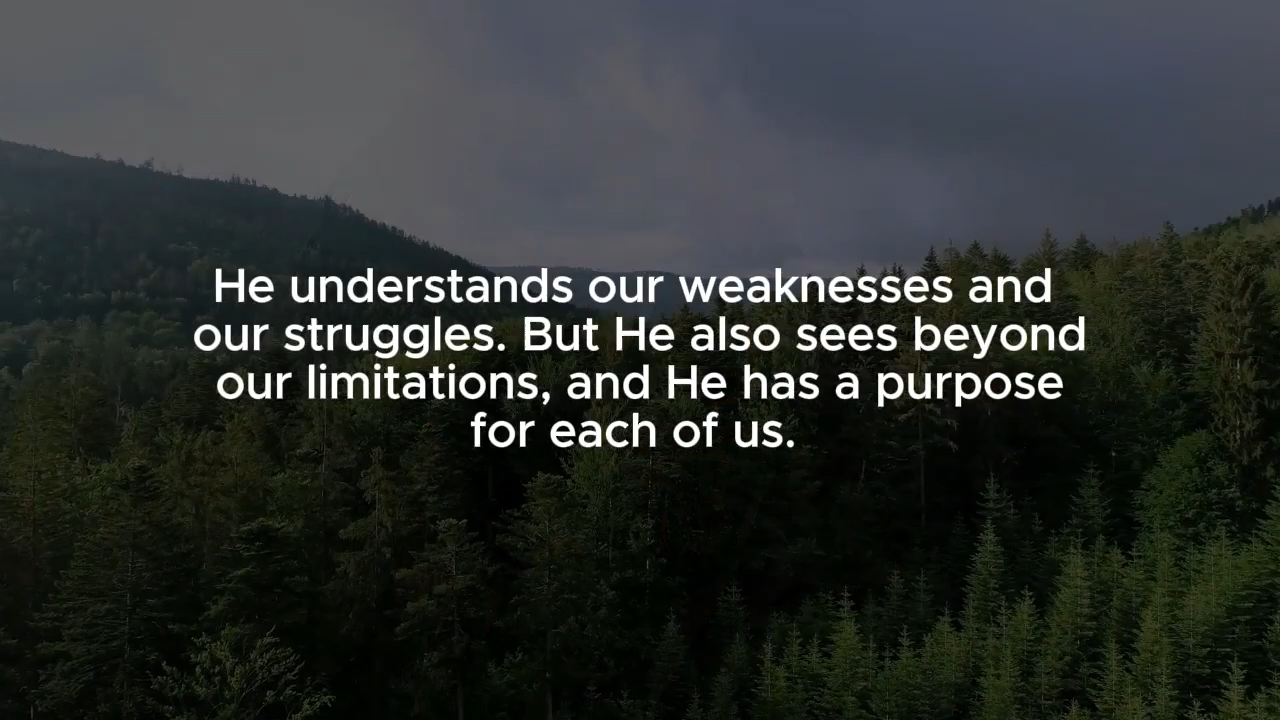 He understands our weaknesses and
our struggles. But He also sees beyond
our limitations, and He has a purpose
for each of us.